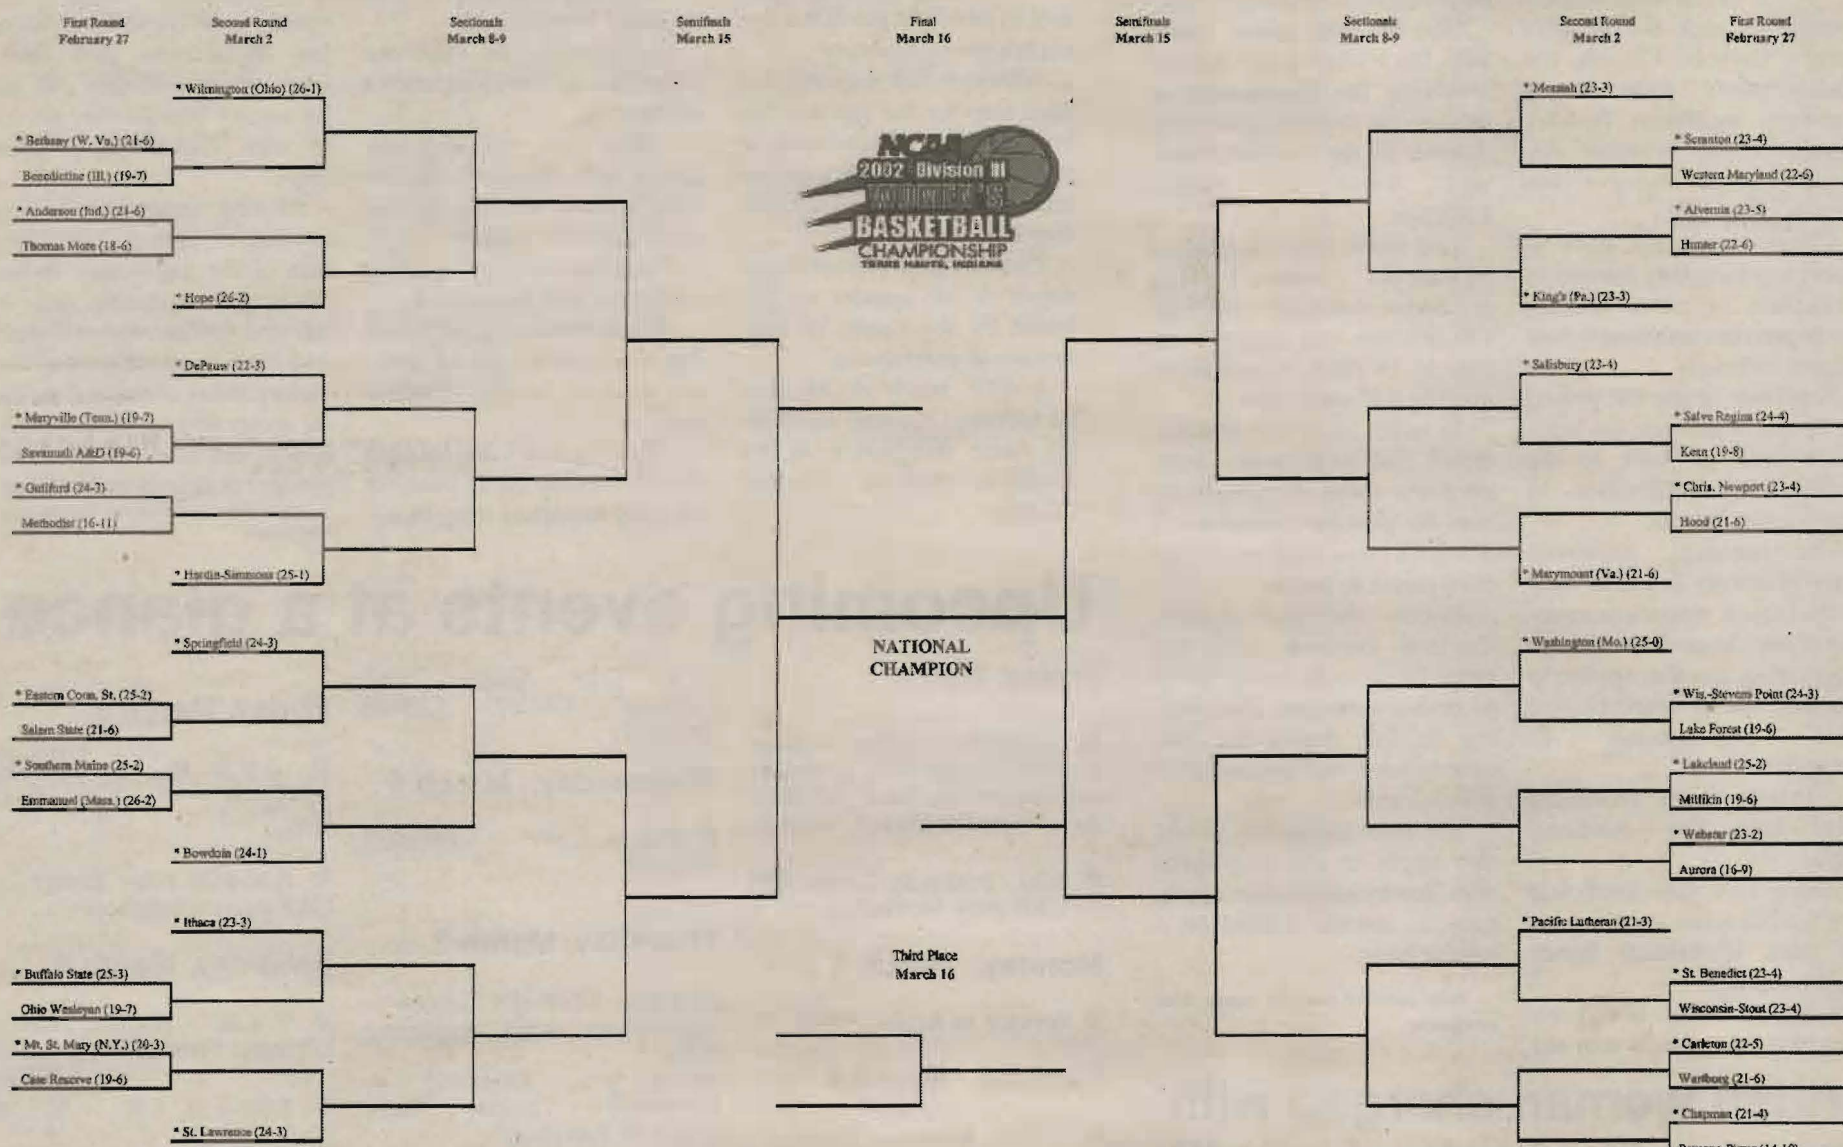 First Round
February 27
Second Round
March 2
Sectionals
March 8-9
Semifinals
March 15
Final
March 16
Semifinals
March 15
Sectionals
March 8-9
Second Round
March 2
First Round
February 27
* Wilmington (Ohio) (26-1)
* Bethany (W. Va.) (21-6)
Benedictine (Ill.) (19-7)
* Anderson (Ind.) (21-6)
Thomas More (18-6)
* Hope (26-2)
* DePauw (22-3)
* Maryville (Tenn.) (19-7)
Savannah A&D (19-6)
* Guilford (24-3)
Methodist (16-11)
* Hardin-Simmons (25-1)
* Springfield (24-3)
* Eastern Conn. St. (25-2)
Salem State (21-6)
* Southern Maine (25-2)
Emmanuel (Mass.) (26-2)
* Bowdoin (24-1)
* Ithaca (23-3)
* Buffalo State (25-3)
Ohio Wesleyan (19-7)
* Mt. St. Mary (N.Y.) (20-3)
Case Reserve (19-6)
* St. Lawrence (24-3)
NCAA
2002 Division III
WOMEN'S
BASKETBALL
CHAMPIONSHIP
TERRE HAUTE, INDIANA
NATIONAL
CHAMPION
Third Place
March 16
* Messiah (23-3)
* Scranton (23-4)
Western Maryland (22-6)
* Alvernia (23-5)
Hunter (22-6)
* King's (Pa.) (23-3)
* Salisbury (23-4)
* Salve Regina (24-4)
Kean (19-8)
* Chris. Newport (23-4)
Hood (21-6)
* Marymount (Va.) (21-6)
* Washington (Mo.) (25-0)
* Wis.-Stevens Point (24-3)
Lake Forest (19-6)
* Lakeland (25-2)
Millikin (19-6)
* Webster (23-2)
Aurora (16-9)
* Pacific Lutheran (21-3)
* St. Benedict (23-4)
Wisconsin-Stout (23-4)
* Carleton (22-5)
Wartburg (21-6)
* Chapman (21-4)